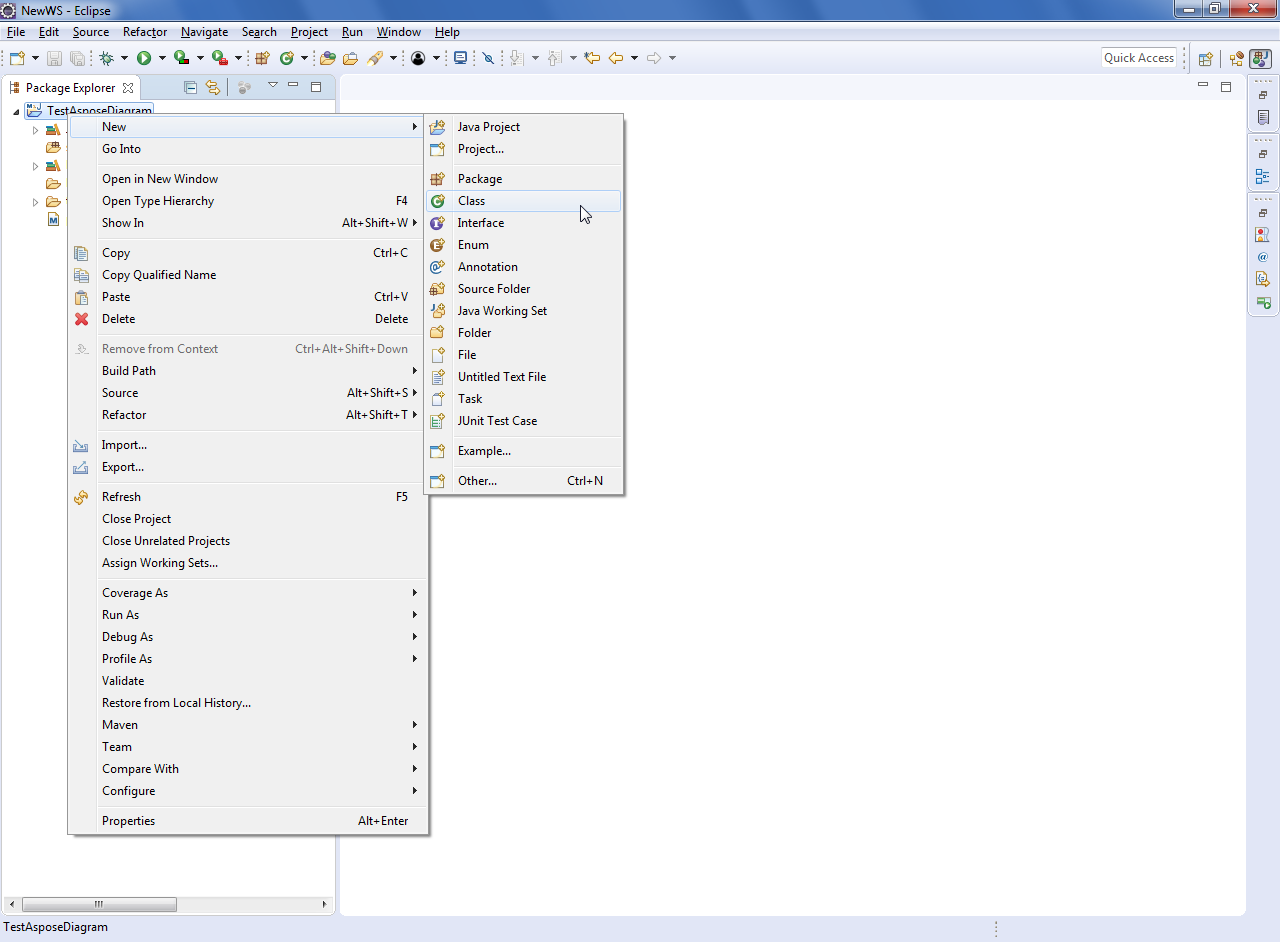 NewWS - Eclipse
File Edit Source Refactor Navigate Search Project Run Window Help
Quick Access
Package Explorer
TestAsposeDiagram
New
Go Into
Open in New Window
Open Type Hierarchy F4
Show In Alt+Shift+W
Copy Ctrl+C
Copy Qualified Name
Paste Ctrl+V
Delete Delete
Remove from Context Ctrl+Alt+Shift+Down
Build Path
Source Alt+Shift+S
Refactor Alt+Shift+T
Import...
Export...
Refresh F5
Close Project
Close Unrelated Projects
Assign Working Sets...
Coverage As
Run As
Debug As
Profile As
Validate
Restore from Local History...
Maven
Team
Compare With
Configure
Properties Alt+Enter
Java Project
Project...
Package
Class
Interface
Enum
Annotation
Source Folder
Java Working Set
Folder
File
Untitled Text File
Task
JUnit Test Case
Example...
Other... Ctrl+N
TestAsposeDiagram